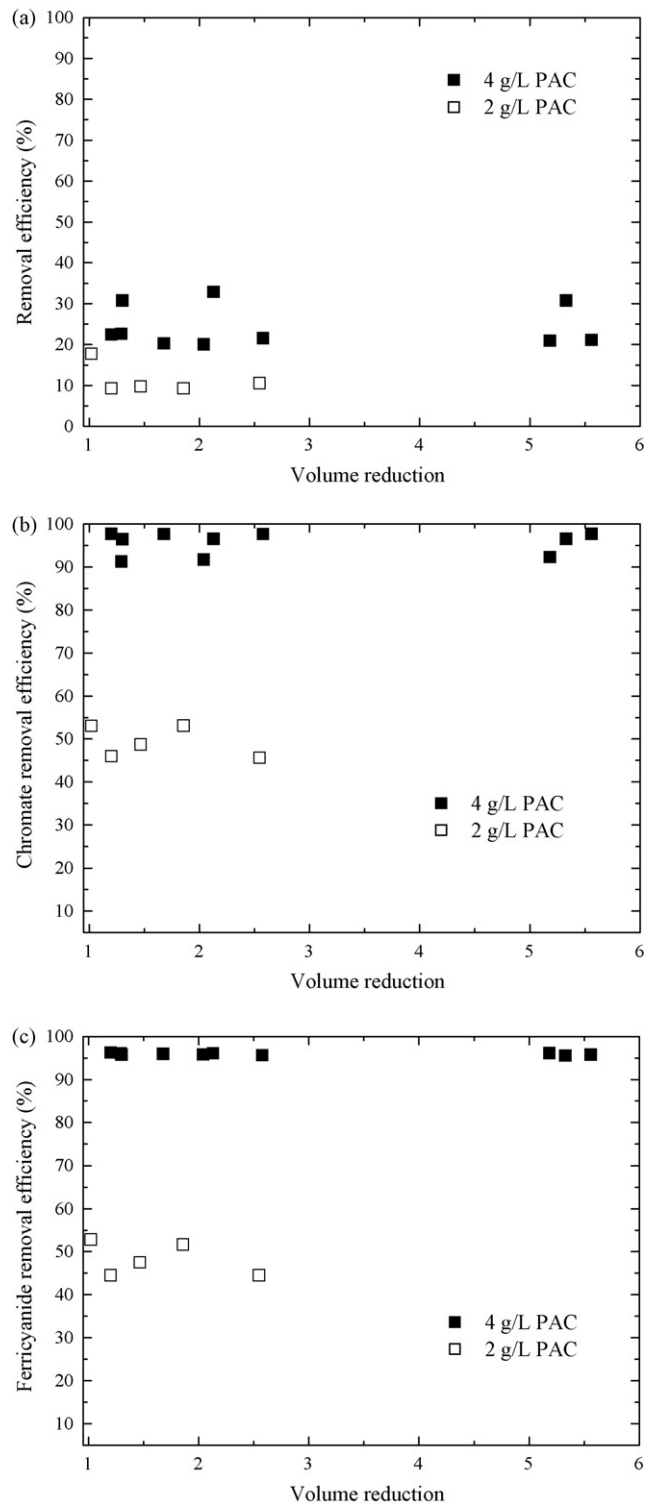 (a)
100
90
80
70
60
50
40
30
20
10
0
Removal efficiency (%)
4 g/L PAC
2 g/L PAC
1 2 3 4 5 6
Volume reduction
(b)
100
90
80
70
60
50
40
30
20
10
Chromate removal efficiency (%)
4 g/L PAC
2 g/L PAC
1 2 3 4 5 6
Volume reduction
(c)
100
90
80
70
60
50
40
30
20
10
Ferricyanide removal efficiency (%)
4 g/L PAC
2 g/L PAC
1 2 3 4 5 6
Volume reduction